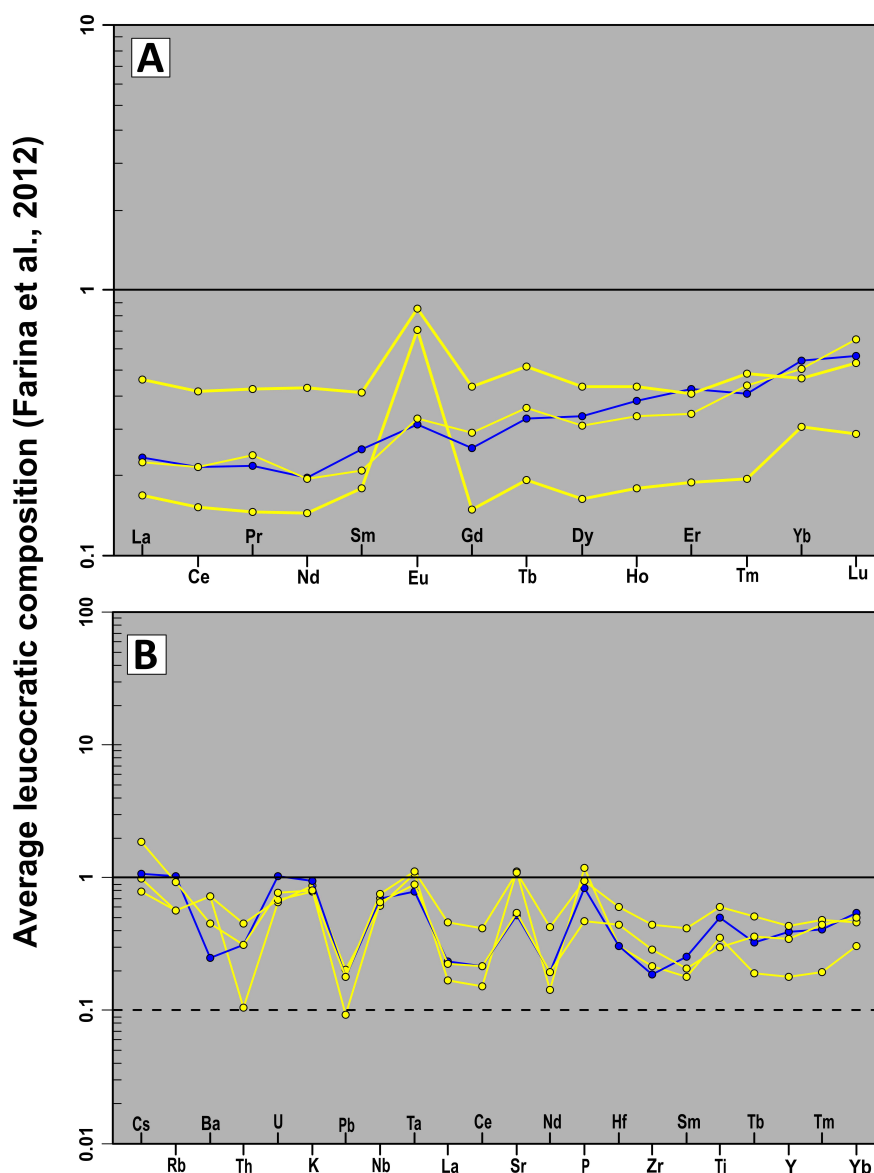 Average leucocratic composition (Farina et al., 2012)
A
10
1
0.1
La Pr Sm Gd Dy Er Yb
Ce Nd Eu Tb Ho Tm Lu
B
100
10
1
0.1
0.01
Cs Ba U Pb Ta Ce Nd Hf Sm Tb Tm
Rb Th K Nb La Sr P Zr Ti Y Yb